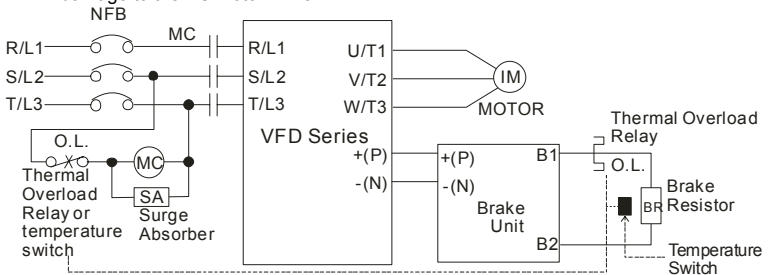 NFB
R/L1
MC
R/L1
U/T1
S/L2
S/L2
V/T2
IM
T/L3
T/L3
W/T3
MOTOR
VFD Series
O.L.
MC
SA
Thermal
Overload
Relay or
temperature
switch
Surge
Absorber
+(P)
-(N)
+(P)
-(N)
B1
B2
Brake
Unit
Thermal Overload
Relay
O.L.
BR
Brake
Resistor
Temperature
Switch